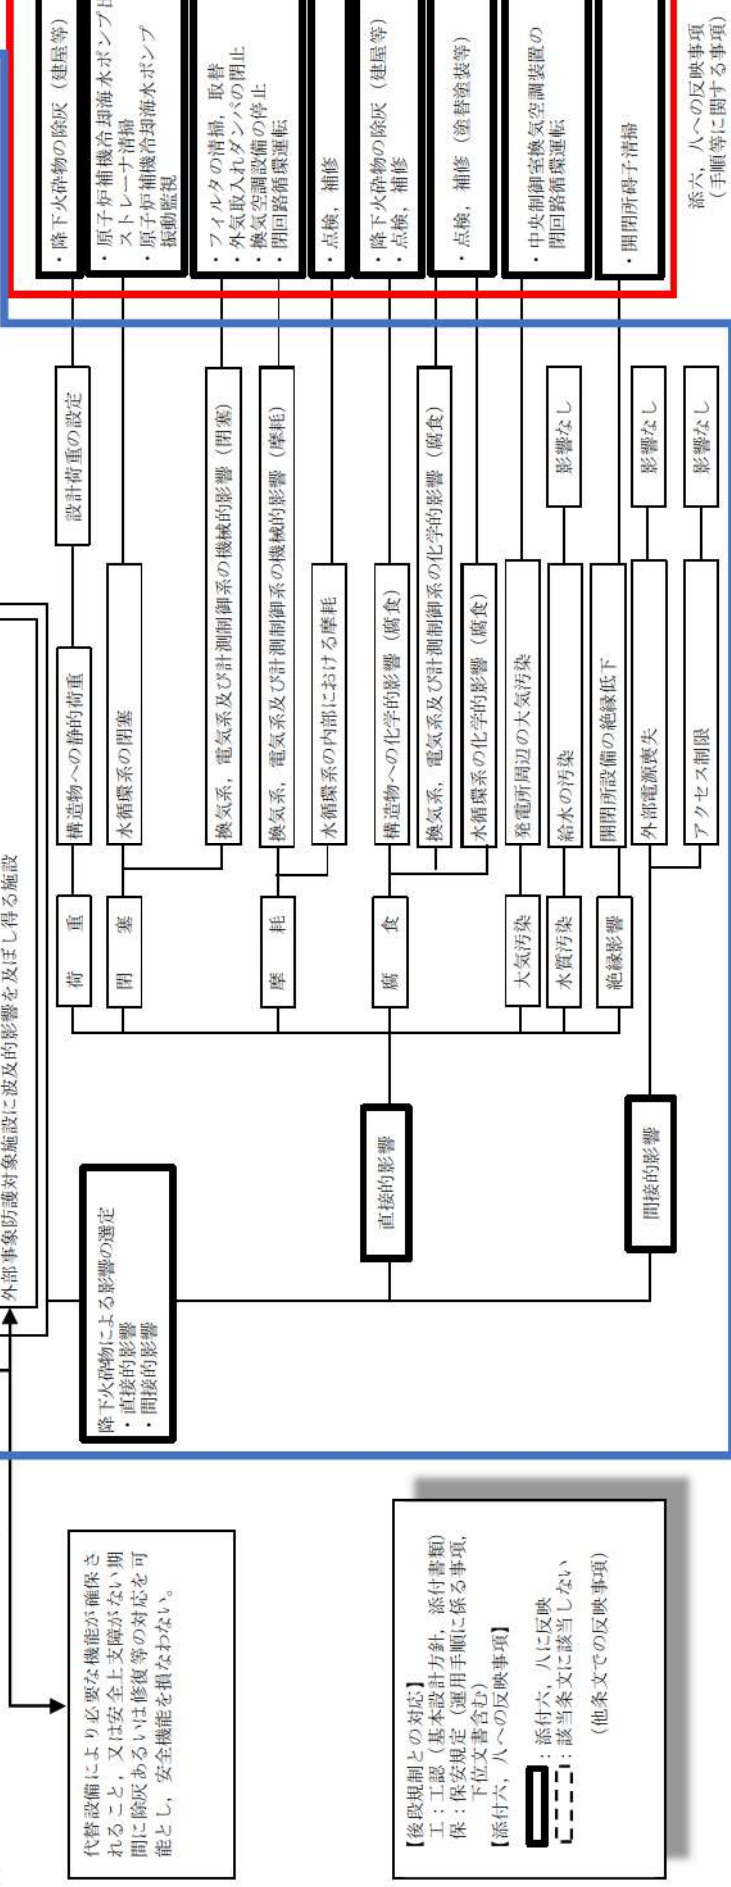 外部事象防護対象施設に波及的影響を及ぼし得る施設
代替設備により必要な機能が確保さ
れること，又は安全上支障がない期
間に除灰あるいは修復等の対応を可
能とし，安全機能を損なわない。
降下火砕物による影響の選定
・直接的影響
・間接的影響
直接的影響
間接的影響
荷　重
構造物への静的荷重
設計荷重の設定
・降下火砕物の除灰（建屋等）
閉　塞
水循環系の閉塞
・原子炉補機冷却海水ポンプ
ストレーナ清掃
・原子炉補機冷却海水ポンプ
振動監視
換気系，電気系及び計測制御系の機械的影響（閉塞）
・フィルタの清掃，取替
・外気取入れダンパの閉止
・換気空調設備の停止
・閉回路循環運転
摩　耗
換気系，電気系及び計測制御系の機械的影響（摩耗）
水循環系の内部における摩耗
・点検，補修
腐　食
構造物への化学的影響（腐食）
・降下火砕物の除灰（建屋等）
・点検，補修
換気系，電気系及び計測制御系の化学的影響（腐食）
水循環系の化学的影響（腐食）
・点検，補修（塗替塗装等）
大気汚染
発電所周辺の大気汚染
・中央制御室換気空調装置の
閉回路循環運転
水質汚染
給水の汚染
影響なし
絶縁影響
開閉所設備の絶縁低下
・開閉所碍子清掃
外部電源喪失
影響なし
アクセス制限
影響なし
添六，八への反映事項
（手順等に関する事項）
【後段規制との対応】
工：工認（基本設計方針，添付書類）
保：保安規定（運用手順に係る事項，
下位文書含む）
【添付六，八への反映事項】
：添付六，八に反映
：該当条文に該当しない
（他条文での反映事項）